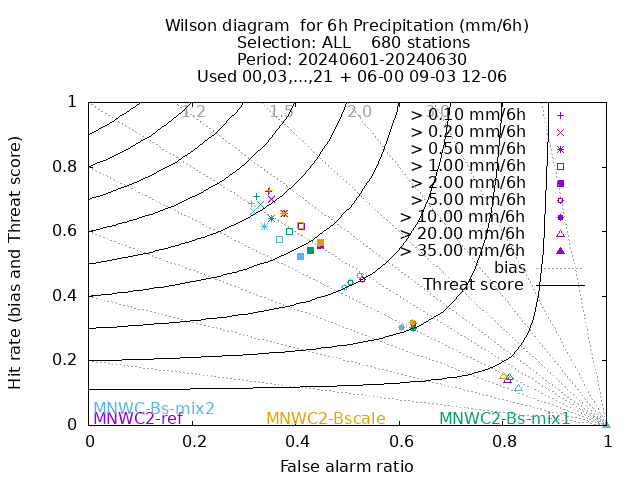 Wilson diagram  for 6h Precipitation (mm/6h)
Selection: ALL    680 stations
Period: 20240601-20240630
Used 00,03,...,21 + 06-00 09-03 12-06
1.2 1.5 2.0 3.0
> 0.10 mm/6h
> 0.20 mm/6h
> 0.50 mm/6h
> 1.00 mm/6h
> 2.00 mm/6h
> 5.00 mm/6h
> 10.00 mm/6h
> 20.00 mm/6h
> 35.00 mm/6h
bias
Threat score
1
0.8
0.6
0.4
0.2
0
Hit rate (bias and Threat score)
MNWC-Bs-mix2
MNWC2-ref MNWC2-Bscale MNWC2-Bs-mix1
0 0.2 0.4 0.6 0.8 1
False alarm ratio